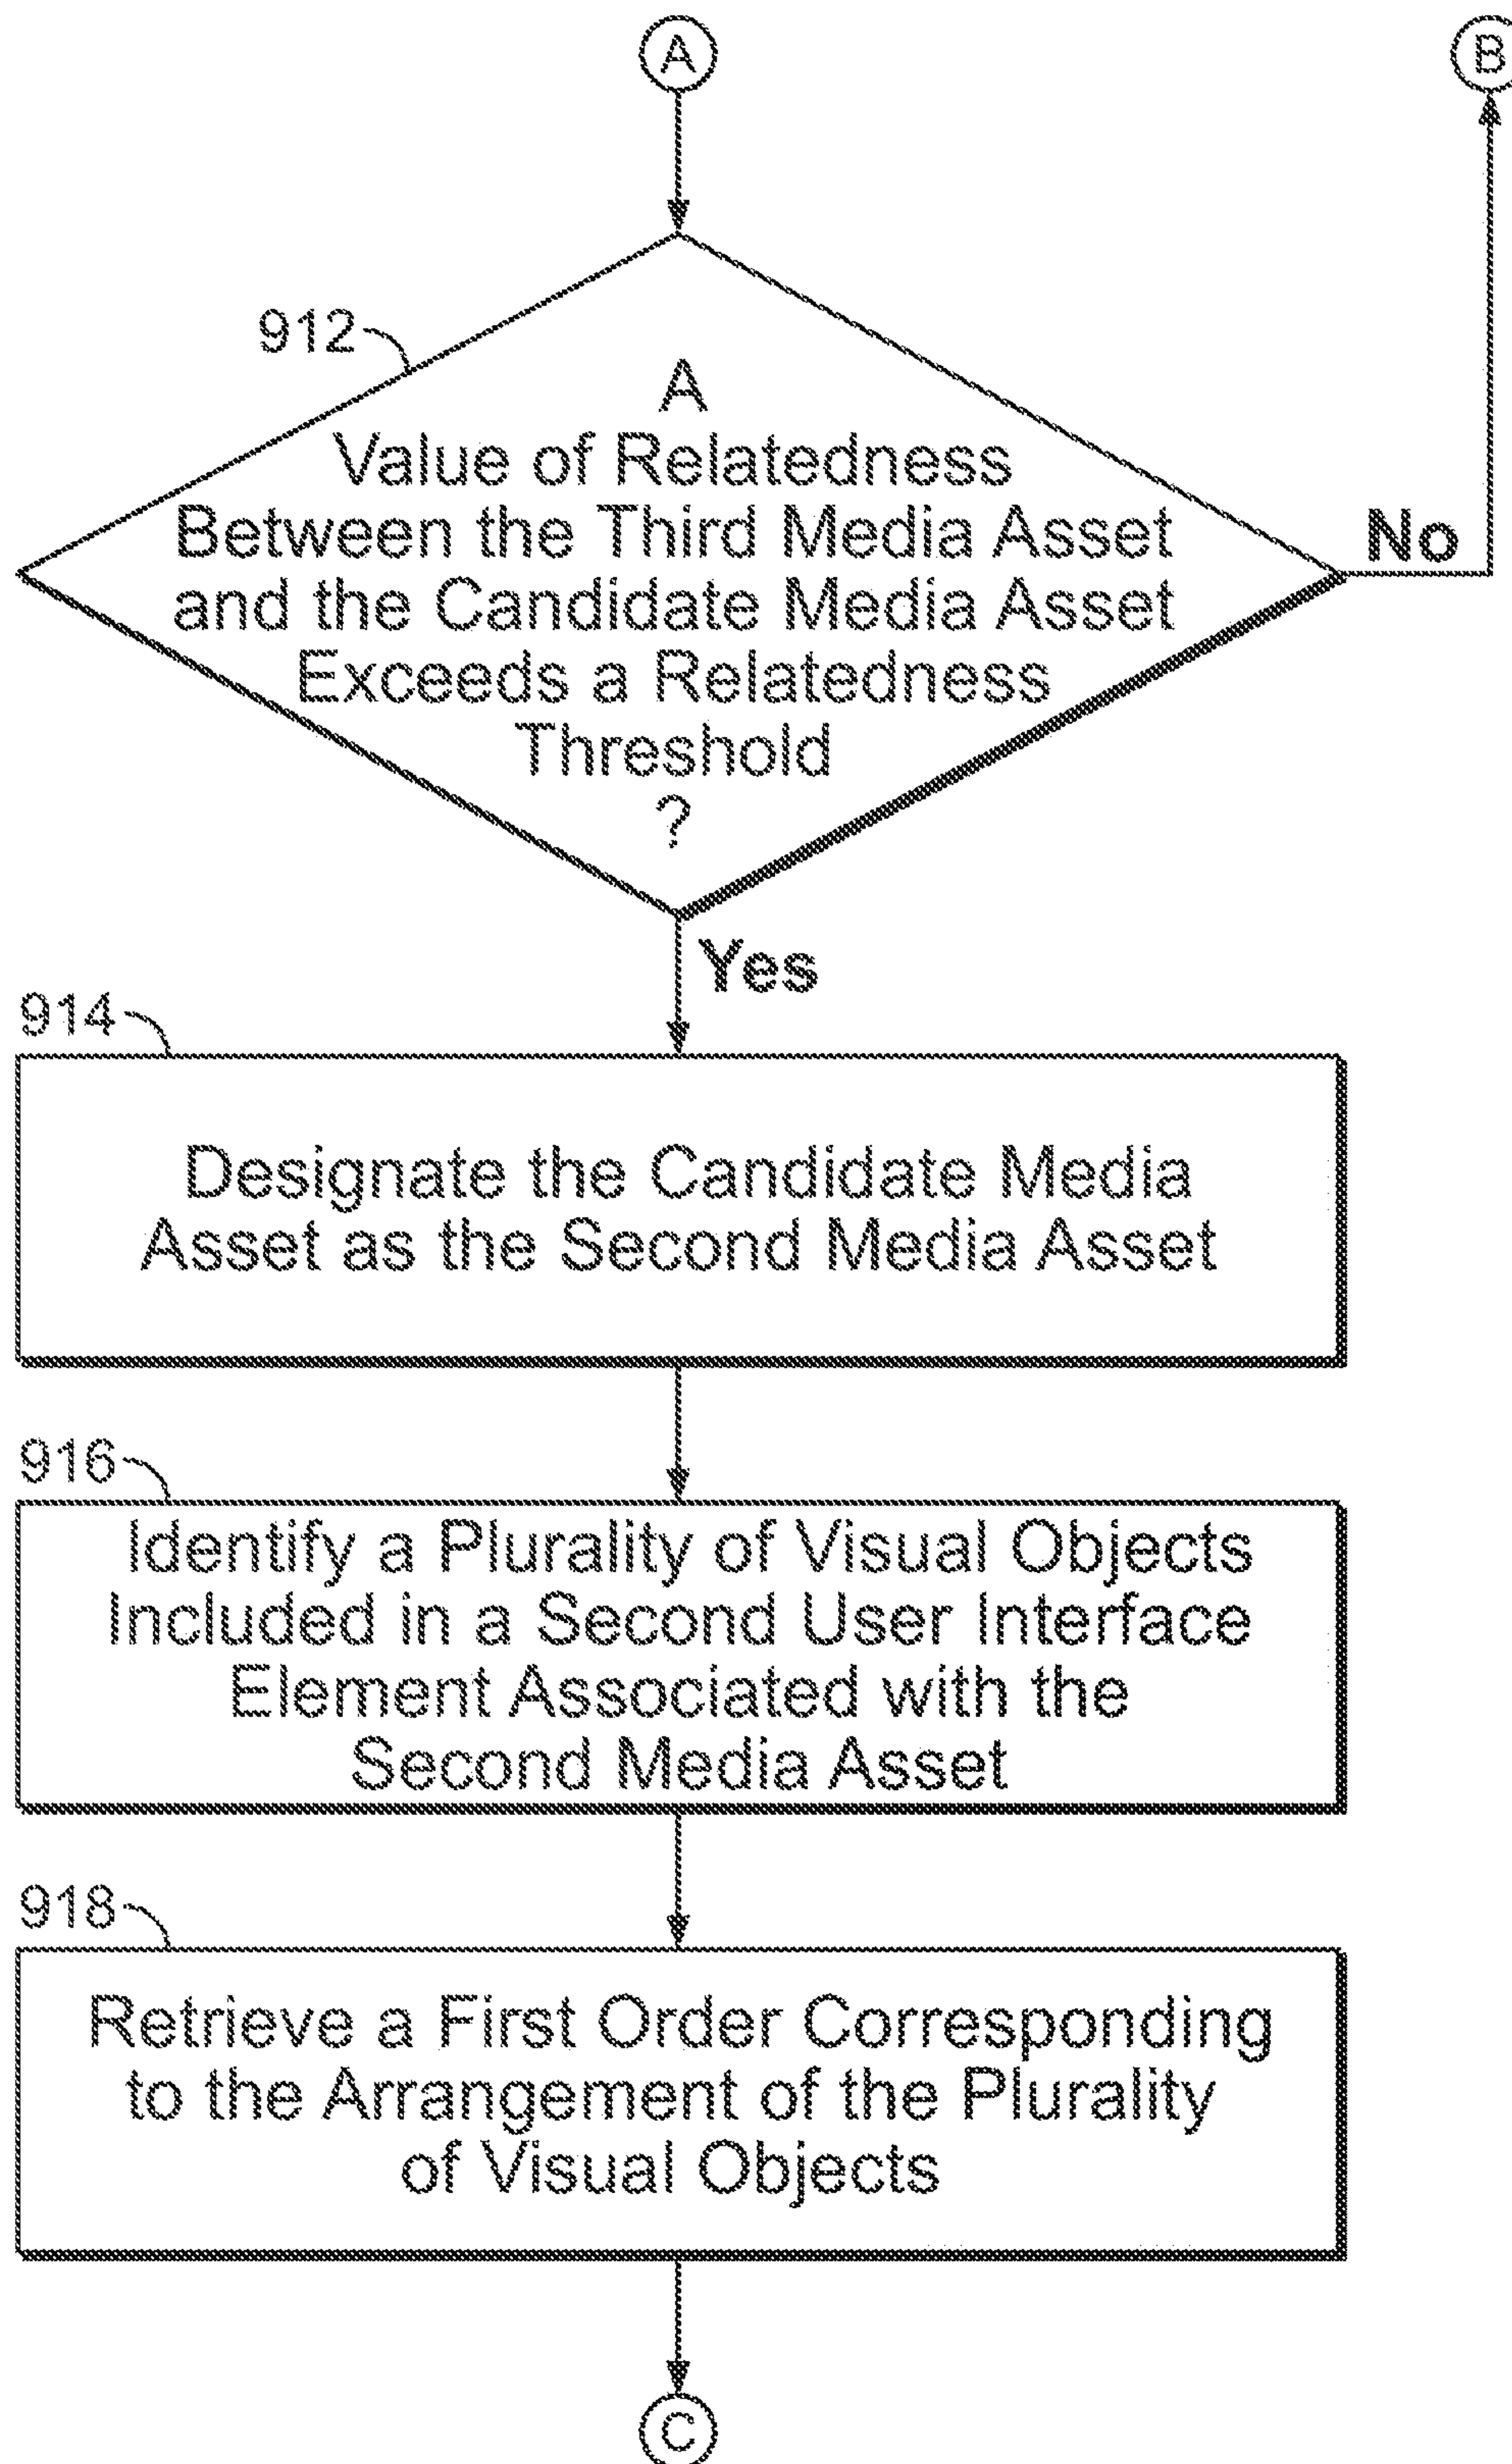 A
B
912
A
Value of Relatedness
Between the Third Media Asset
and the Candidate Media Asset
Exceeds a Relatedness
Threshold
?
No
Yes
914
Designate the Candidate Media
Asset as the Second Media Asset
916
Identify a Plurality of Visual Objects
Included in a Second User Interface
Element Associated with the
Second Media Asset
918
Retrieve a First Order Corresponding
to the Arrangement of the Plurality
of Visual Objects
C